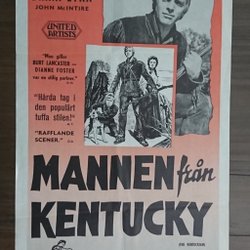 JOHN McINTIRE
UNITED
ARTISTS
"Man gillar
BURT LANCASTER —
DIANNE FOSTER
"Hårda tag i
den populärt
tuffa stilen!"
"RAFFLANDE
SCENER."
MANNEN från
KENTUCKY